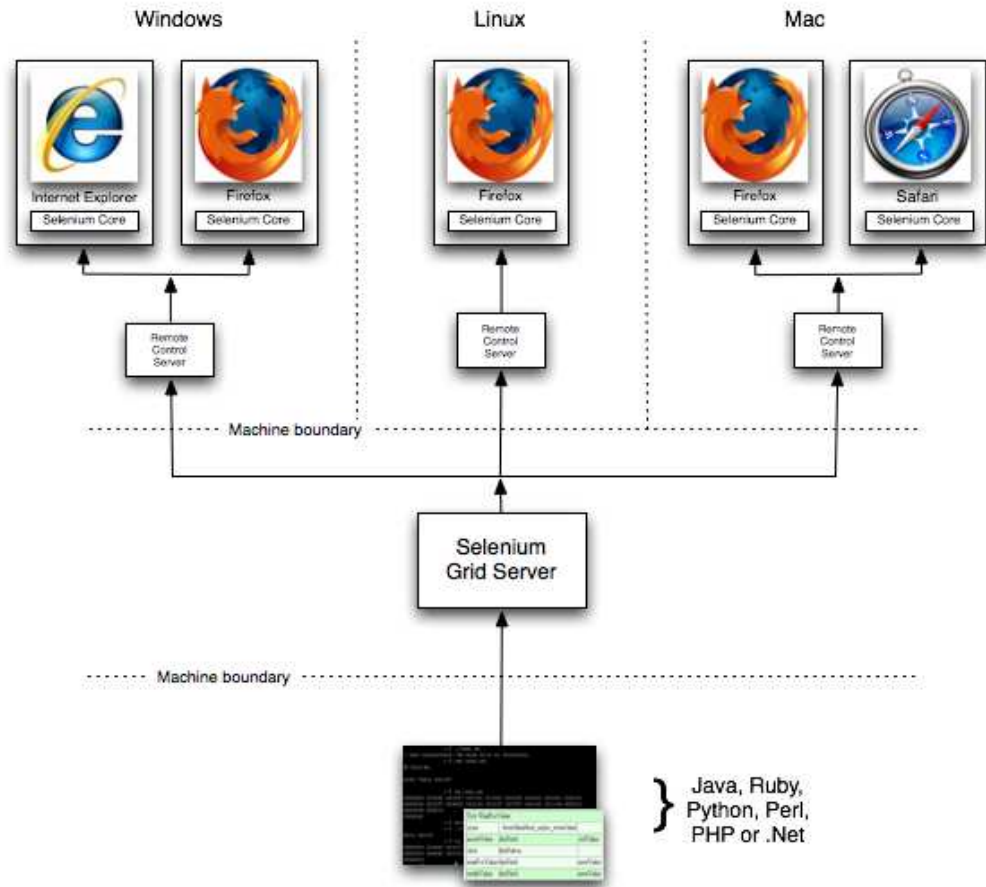 Windows
Linux
Mac
Internet Explorer
Selenium Core
Firefox
Selenium Core
Firefox
Selenium Core
Firefox
Selenium Core
Safari
Selenium Core
Remote
Control
Server
Remote
Control
Server
Remote
Control
Server
Machine boundary
Selenium
Grid Server
Machine boundary
Java, Ruby,
Python, Perl,
PHP or .Net